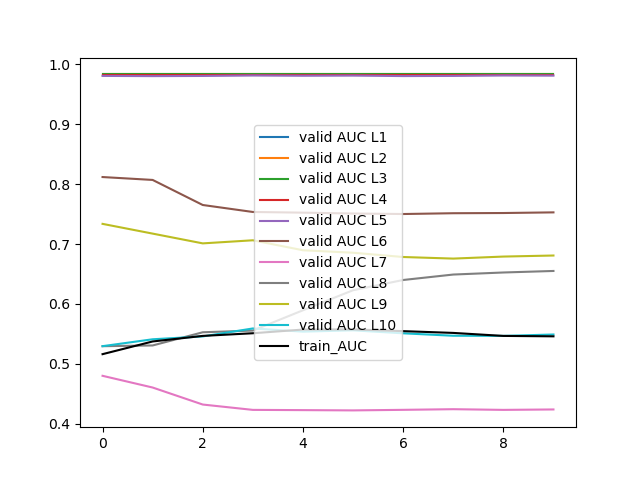 1.0
0.9
0.8
0.7
0.6
0.5
0.4
0 2 4 6 8
valid AUC L1
valid AUC L2
valid AUC L3
valid AUC L4
valid AUC L5
valid AUC L6
valid AUC L7
valid AUC L8
valid AUC L9
valid AUC L10
train_AUC